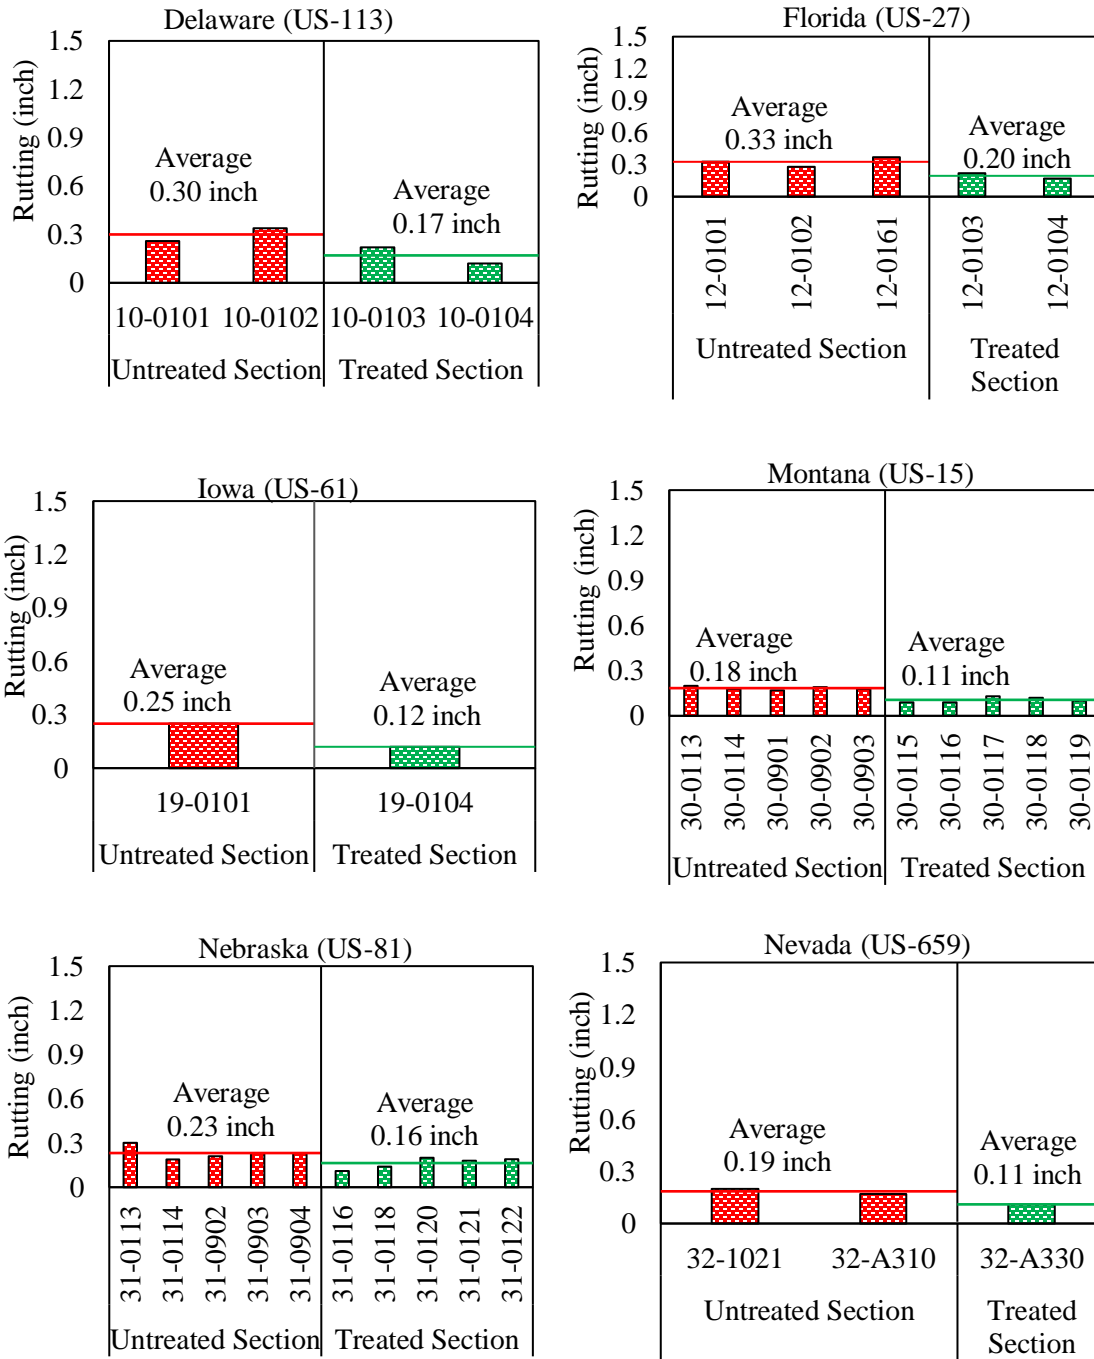 Delaware (US-113)
Rutting (inch)
1.5
1.2
0.9
0.6
0.3
0
Average
0.30 inch
Average
0.17 inch
10-0101 10-0102 10-0103 10-0104
Untreated Section Treated Section
Florida (US-27)
Rutting (inch)
1.5
1.2
0.9
0.6
0.3
0
Average
0.33 inch
Average
0.20 inch
12-0101
12-0102
12-0161
12-0103
12-0104
Untreated Section
Treated
Section
Iowa (US-61)
Rutting (inch)
1.5
1.2
0.9
0.6
0.3
0
Average
0.25 inch
Average
0.12 inch
19-0101
19-0104
Untreated Section Treated Section
Montana (US-15)
Rutting (inch)
1.5
1.2
0.9
0.6
0.3
0
Average
0.18 inch
Average
0.11 inch
30-0113
30-0114
30-0901
30-0902
30-0903
30-0115
30-0116
30-0117
30-0118
30-0119
Untreated Section Treated Section
Nebraska (US-81)
Rutting (inch)
1.5
1.2
0.9
0.6
0.3
0
Average
0.23 inch
Average
0.16 inch
31-0113
31-0114
31-0902
31-0903
31-0904
31-0116
31-0118
31-0120
31-0121
31-0122
Untreated Section Treated Section
Nevada (US-659)
Rutting (inch)
1.5
1.2
0.9
0.6
0.3
0
Average
0.19 inch
Average
0.11 inch
32-1021
32-A310
32-A330
Untreated Section
Treated
Section